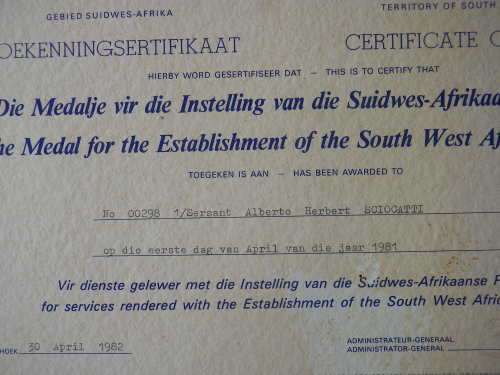 GEBIED SUIDWES-AFRIKA TERRITORY OF SOUTH
OEKENNINGSERTIFIKAAT CERTIFICATE O
HIERBY WORD GESERTIFISEER DAT – THIS IS TO CERTIFY THAT
Die Medalje vir die Instelling van die Suidwes-Afrikaa
he Medal for the Establishment of the South West Afri
TOEGEKEN IS AAN – HAS BEEN AWARDED TO
No 00298 1/Sersant Alberto Herbert SCIOCATTI
op die eerste dag van April van die jaar 1981
Vir dienste gelewer met die Instelling van die Suidwes-Afrikaanse P
for services rendered with the Establishment of the South West Afric
HOEK 30 April 1982 ADMINISTRATEUR-GENERAAL
ADMINISTRATOR-GENERAL